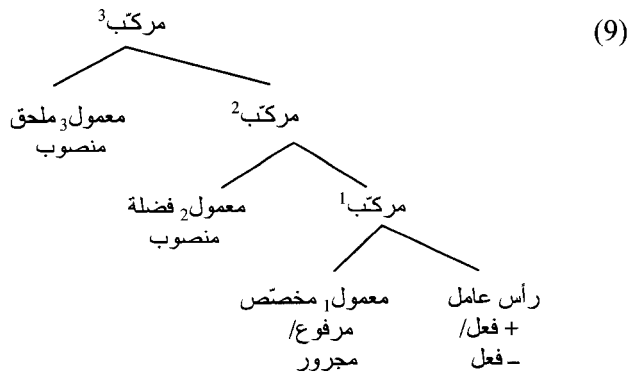 (9)
مركّب³
مركّب²
معمول₃ ملحق
منصوب
مركّب¹
معمول₂ فضلة
منصوب
رأس عامل
+ فعل/
– فعل
معمول₁ مخصّص
مرفوع/
مجرور